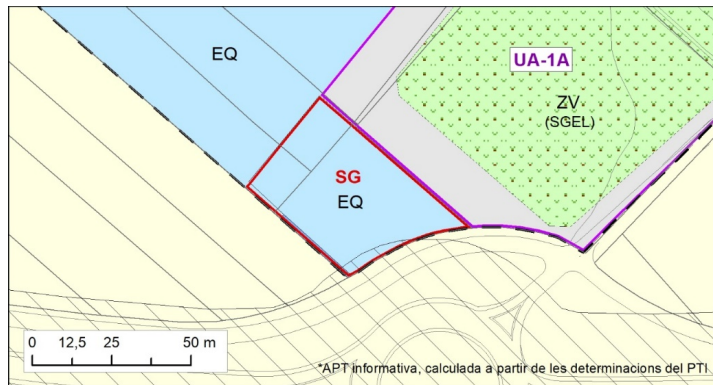 EQ
UA-1A
ZV
(SGEL)
SG
EQ
0 12,5 25 50 m
*APT informativa, calculada a partir de les determinacions del PTI